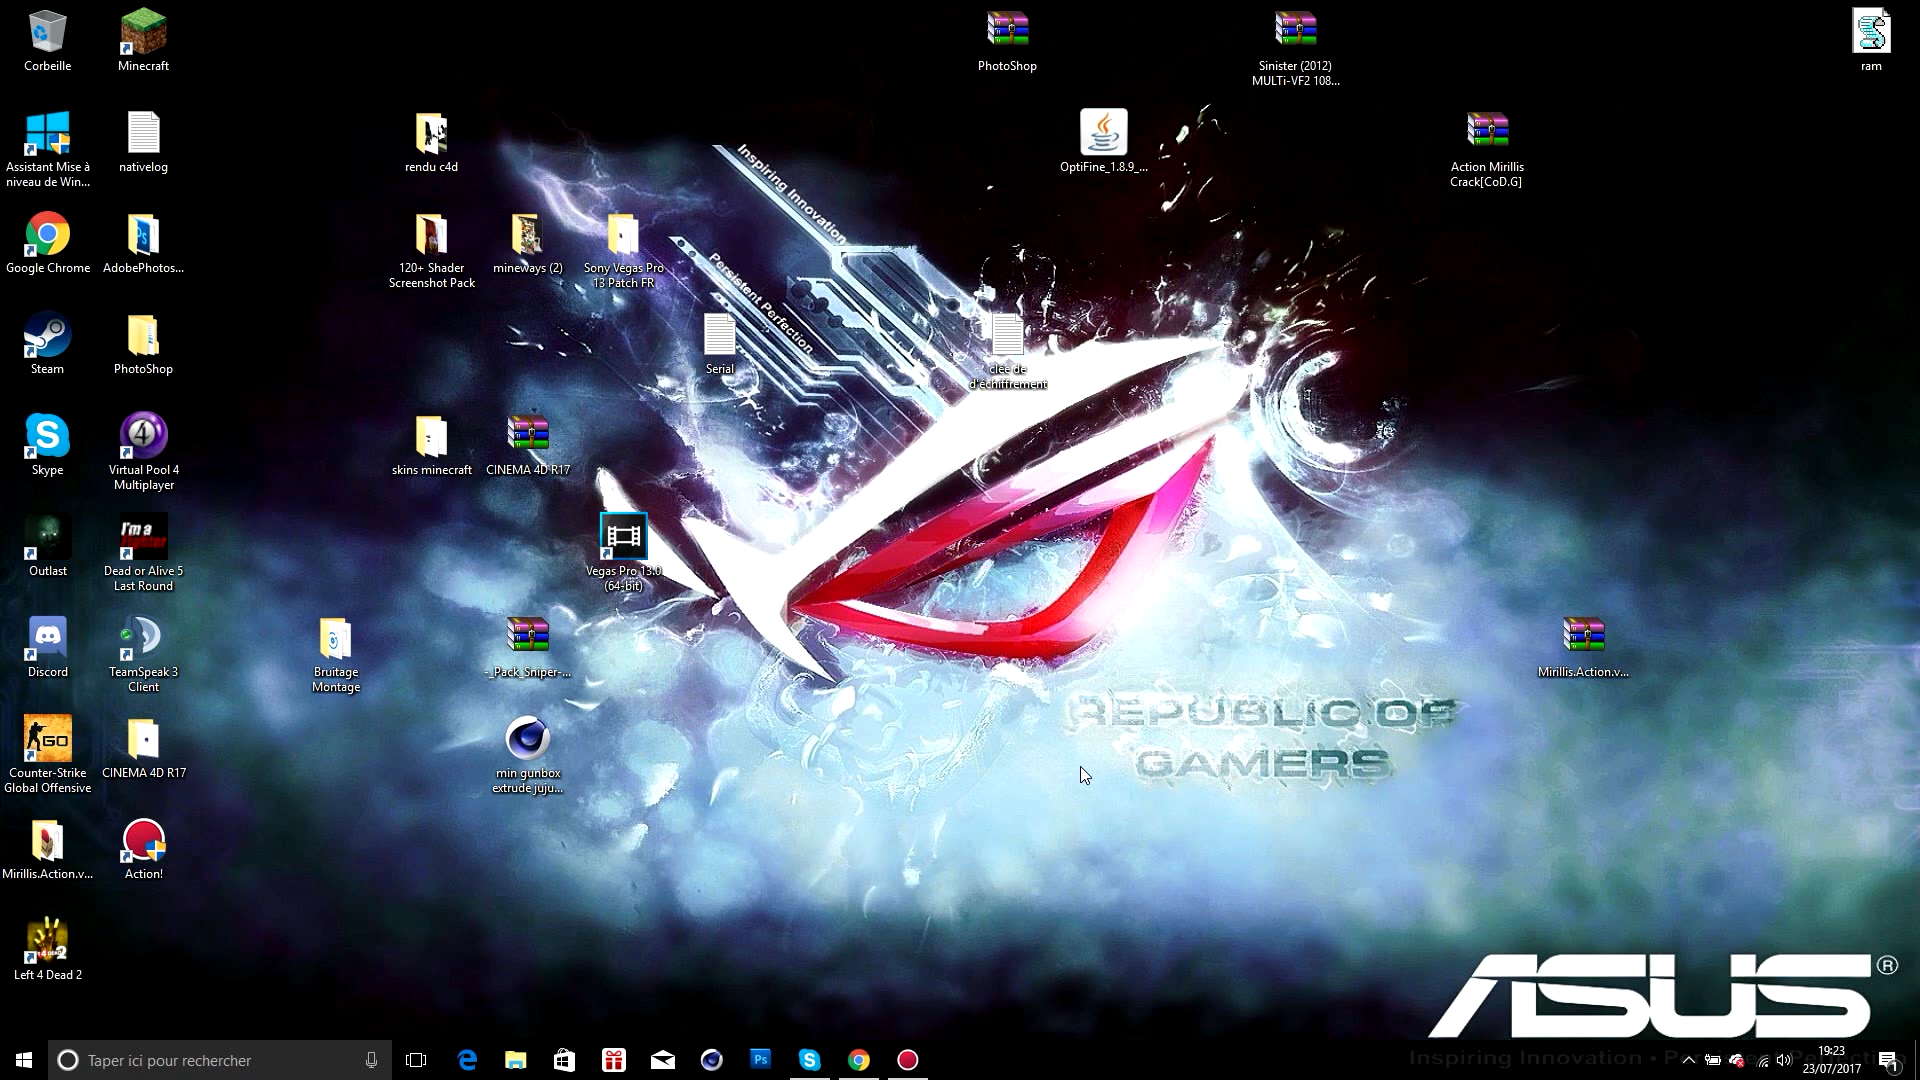 Corbeille
Minecraft
PhotoShop
Sinister (2012)
MULTi-VF2 108...
ram
Assistant Mise à
niveau de Win...
nativelog
rendu c4d
OptiFine_1.8.9_...
Action Mirillis
Crack[CoD.G]
Inspiring Innovation
Persistent Perfection
Google Chrome
AdobePhotos...
120+ Shader
Screenshot Pack
mineways (2)
Sony Vegas Pro
13 Patch FR
Steam
PhotoShop
Serial
clée de
d'échiffrement
Skype
Virtual Pool 4
Multiplayer
skins minecraft
CINEMA 4D R17
Outlast
I'm a
Fighter
Dead or Alive 5
Last Round
Vegas Pro 13.0
(64-bit)
Discord
TeamSpeak 3
Client
Bruitage
Montage
-_Pack_Sniper-...
Mirillis.Action.v...
REPUBLIC OF
GAMERS
GO
Counter-Strike
Global Offensive
CINEMA 4D R17
min gunbox
extrude juju...
Mirillis.Action.v...
Action!
Left 4 Dead 2
ASUS®
Taper ici pour rechercher
Ps
Inspiring Innovation • Persistent Perfection
19:23
23/07/2017
1